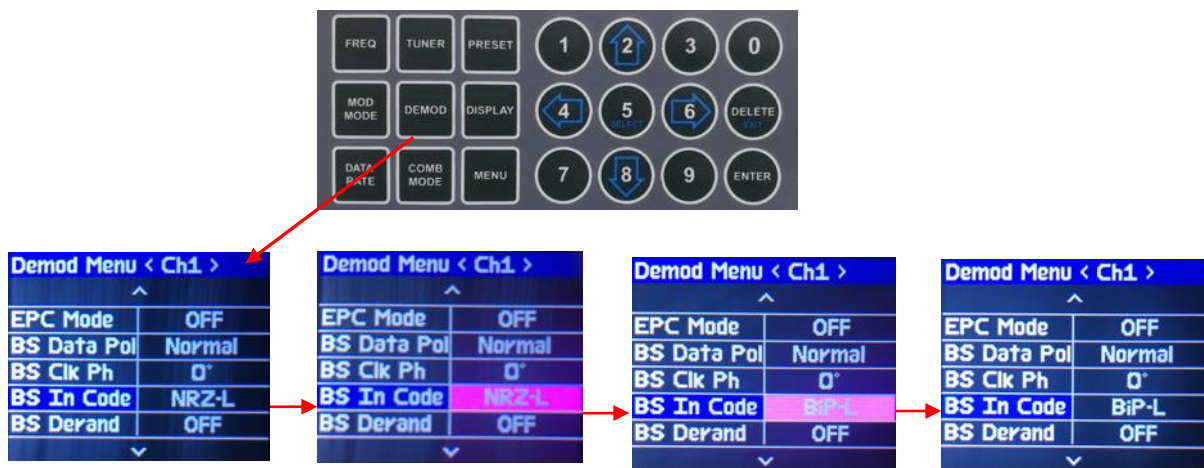 FREQ TUNER PRESET 1 2 3 0
MOD MODE DEMOD DISPLAY 4 5 SELECT 6 DELETE EXIT
DATA RATE COMB MODE MENU 7 8 9 ENTER
Demod Menu < Ch1 >
EPC Mode OFF
BS Data Pol Normal
BS Clk Ph 0°
BS In Code NRZ-L
BS Derand OFF
Demod Menu < Ch1 >
EPC Mode OFF
BS Data Pol Normal
BS Clk Ph 0°
BS In Code NRZ-L
BS Derand OFF
Demod Menu < Ch1 >
EPC Mode OFF
BS Data Pol Normal
BS Clk Ph 0°
BS In Code BiP-L
BS Derand OFF
Demod Menu < Ch1 >
EPC Mode OFF
BS Data Pol Normal
BS Clk Ph 0°
BS In Code BiP-L
BS Derand OFF